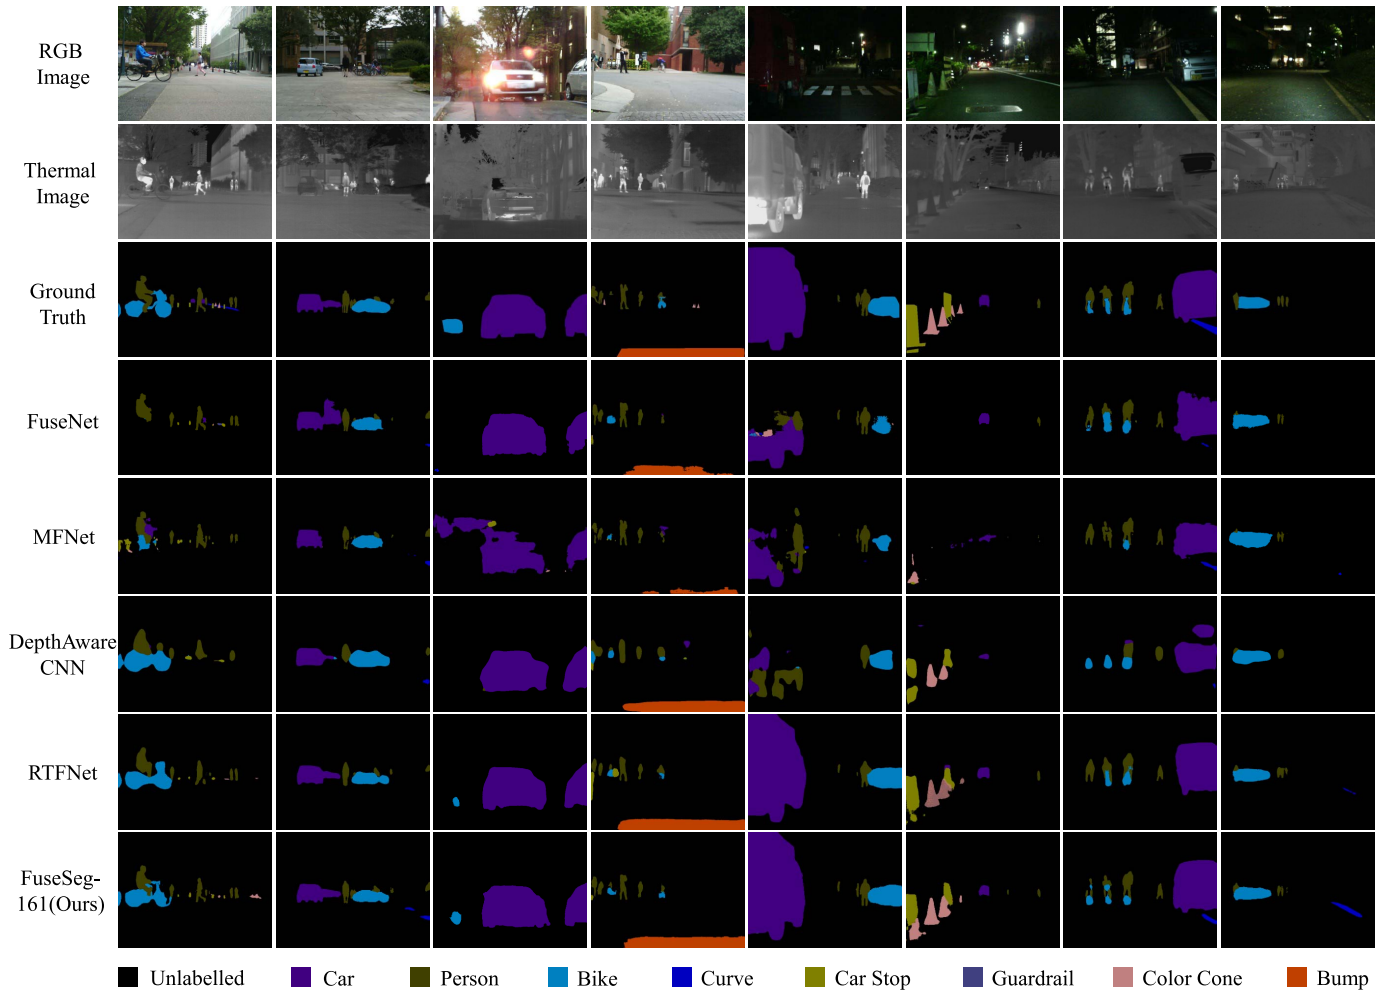 RGB
Image
Thermal
Image
Ground
Truth
FuseNet
MFNet
DepthAware
CNN
RTFNet
FuseSeg-
161(Ours)
Unlabelled Car Person Bike Curve Car Stop Guardrail Color Cone Bump